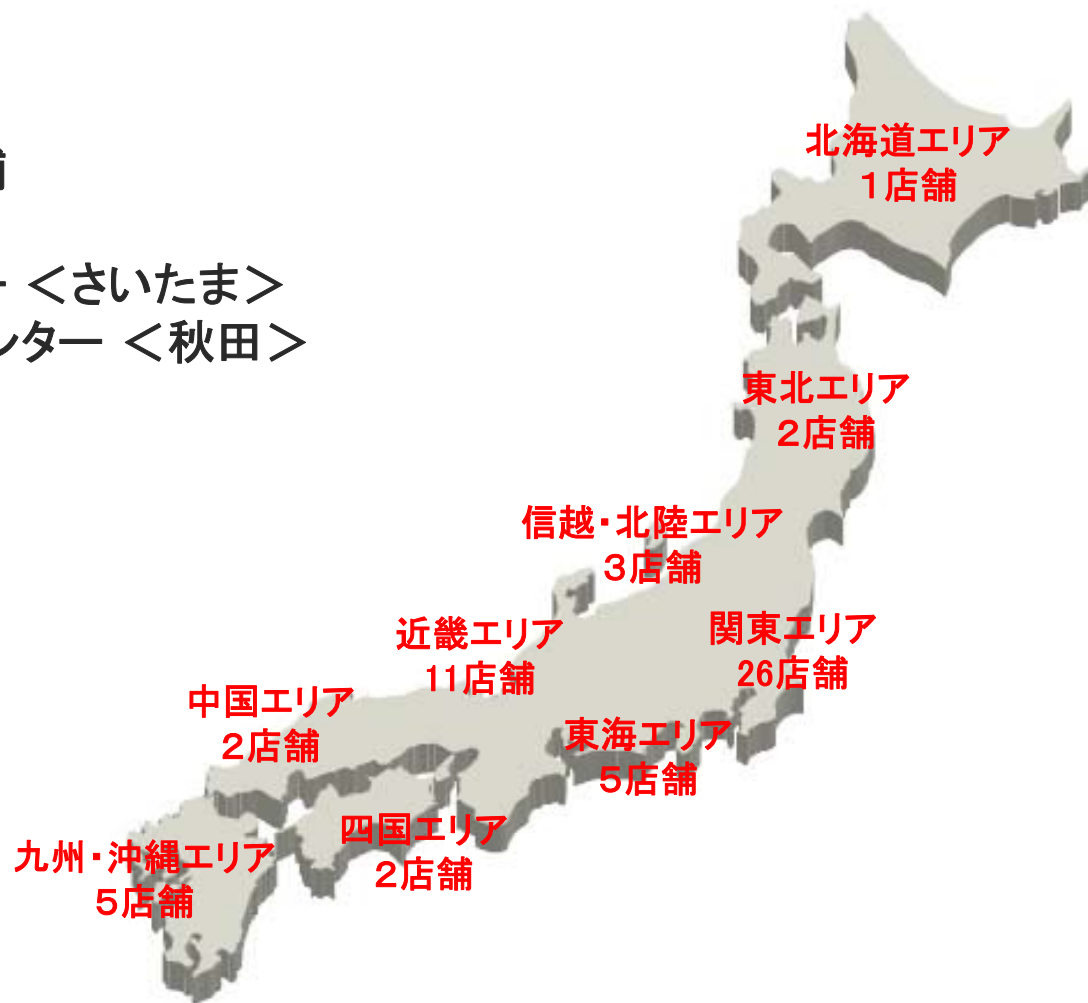 舗
ー ＜さいたま＞
ンター ＜秋田＞
北海道エリア
１店舗
東北エリア
２店舗
信越・北陸エリア
３店舗
近畿エリア
11店舗
関東エリア
26店舗
中国エリア
２店舗
東海エリア
５店舗
四国エリア
２店舗
九州・沖縄エリア
５店舗